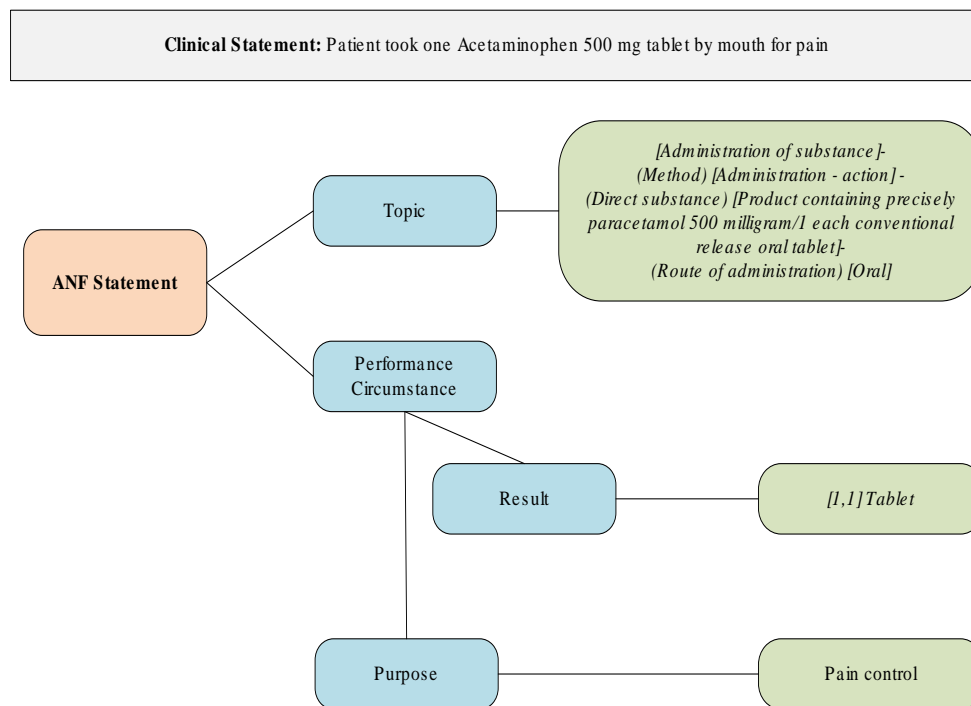 Clinical Statement: Patient took one Acetaminophen 500 mg tablet by mouth for pain
[Administration of substance]-
(Method) [Administration - action] -
(Direct substance) [Product containing precisely
paracetamol 500 milligram/1 each conventional
release oral tablet]-
(Route of administration) [Oral]
Topic
ANF Statement
Performance
Circumstance
Result
[1,1] Tablet
Purpose
Pain control